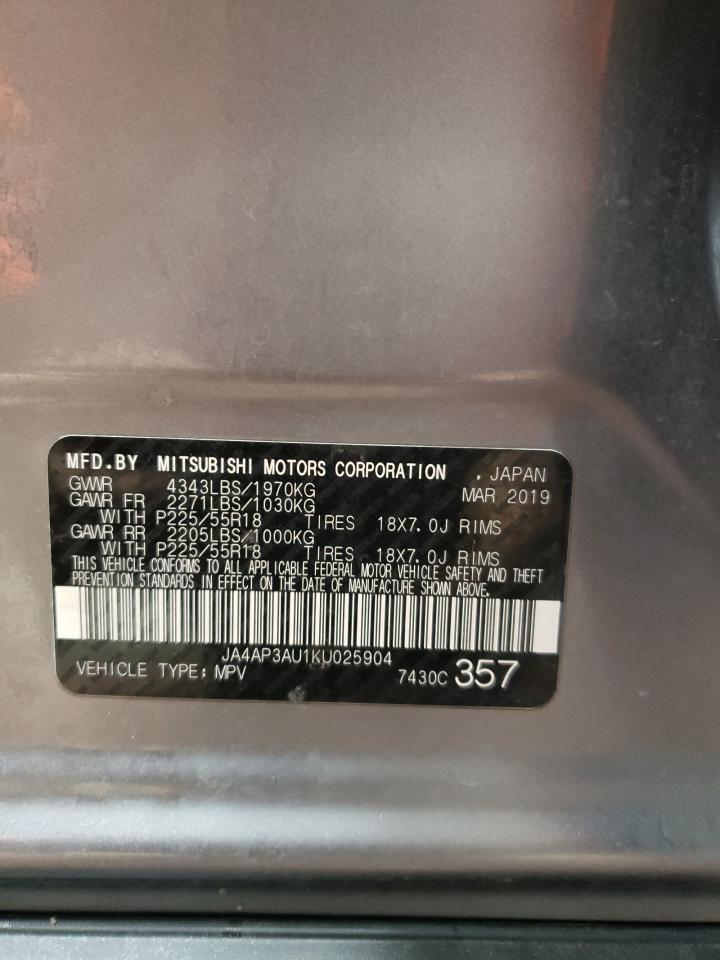 MFD.BY MITSUBISHI MOTORS CORPORATION , JAPAN
GVWR 4343LBS/1970KG MAR 2019
GAWR FR 2271LBS/1030KG
WITH P225/55R18 TIRES 18X7.0J RIMS
GAWR RR 2205LBS/1000KG
WITH P225/55R18 TIRES 18X7.0J RIMS
THIS VEHICLE CONFORMS TO ALL APPLICABLE FEDERAL MOTOR VEHICLE SAFETY AND THEFT
PREVENTION STANDARDS IN EFFECT ON THE DATE OF MANUFACTURE SHOWN ABOVE.
JA4AP3AU1KU025904
VEHICLE TYPE: MPV 7430C 357